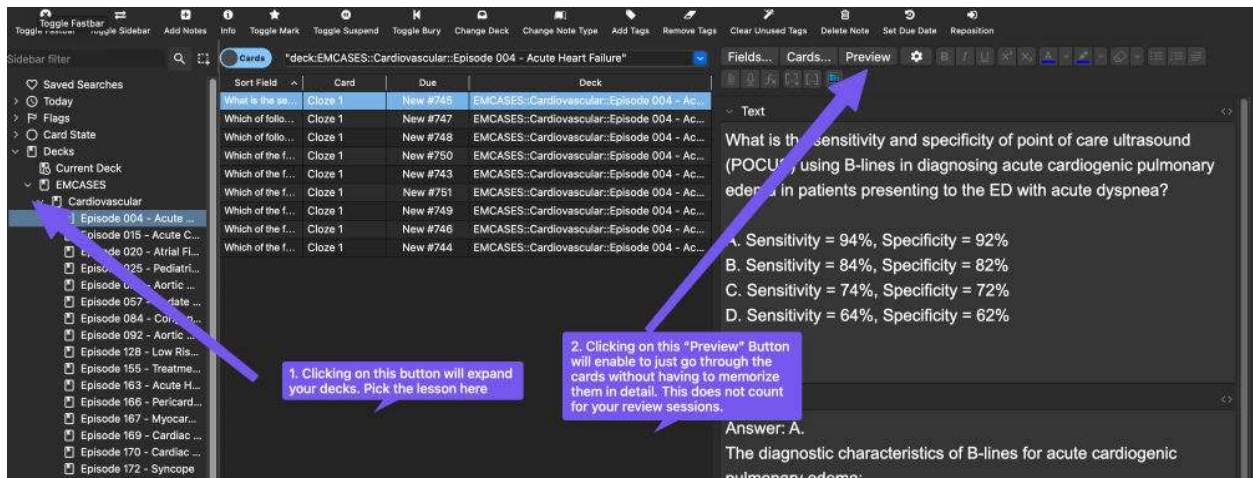 Toggle Fastbar
Toggle Sidebar
Add Notes
Info
Toggle Mark
Toggle Suspend
Toggle Bury
Change Deck
Change Note Type
Add Tags
Remove Tags
Clear Unused Tags
Delete Note
Set Due Date
Reposition
Sidebar filter
Saved Searches
Today
Flags
Card State
Decks
Current Deck
EMCASES
Cardiovascular
Episode 004 - Acute ...
Episode 015 - Acute C...
Episode 020 - Atrial Fi...
Episode 025 - Pediatri...
Aortic ...
Episode 057 -
Episode 084 -
Episode 092 - Aortic ...
Episode 128 - Low Ris...
Episode 155 - Treatme...
Episode 163 - Acute H...
Episode 166 - Pericard...
Episode 167 - Myocar...
Episode 169 - Cardiac ...
Episode 170 - Cardiac ...
Episode 172 - Syncope
Cards
"deck:EMCASES::Cardiovascular::Episode 004 - Acute Heart Failure"
Sort Field Card Due Deck
What is the se... Cloze 1 New #745 EMCASES::Cardiovascular::Episode 004 - Ac...
Which of follo... Cloze 1 New #747 EMCASES::Cardiovascular::Episode 004 - Ac...
Which of follo... Cloze 1 New #748 EMCASES::Cardiovascular::Episode 004 - Ac...
Which of the f... Cloze 1 New #750 EMCASES::Cardiovascular::Episode 004 - Ac...
Which of the f... Cloze 1 New #743 EMCASES::Cardiovascular::Episode 004 - Ac...
Which of the f... Cloze 1 New #751 EMCASES::Cardiovascular::Episode 004 - Ac...
Which of the f... Cloze 1 New #749 EMCASES::Cardiovascular::Episode 004 - Ac...
Which of the f... Cloze 1 New #746 EMCASES::Cardiovascular::Episode 004 - Ac...
Which of the f... Cloze 1 New #744 EMCASES::Cardiovascular::Episode 004 - Ac...
1. Clicking on this button will expand
your decks. Pick the lesson here
2. Clicking on this "Preview" Button
will enable to just go through the
cards without having to memorize
them in detail. This does not count
for your review sessions.
Fields... Cards... Preview
Text
What is the sensitivity and specificity of point of care ultrasound
(POCUS) using B-lines in diagnosing acute cardiogenic pulmonary
edema in patients presenting to the ED with acute dyspnea?
A. Sensitivity = 94%, Specificity = 92%
B. Sensitivity = 84%, Specificity = 82%
C. Sensitivity = 74%, Specificity = 72%
D. Sensitivity = 64%, Specificity = 62%
Answer: A.
The diagnostic characteristics of B-lines for acute cardiogenic
pulmonary edema: